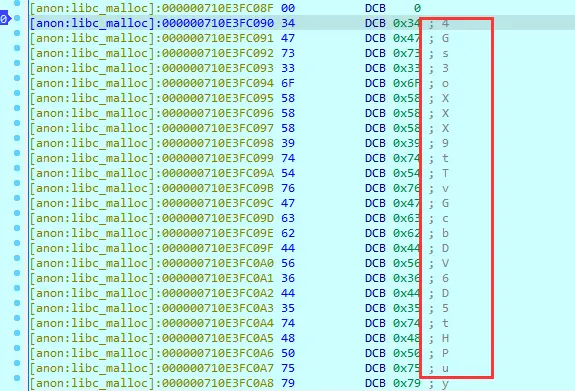 [anon:libc_malloc]:000000710E3FC08F 00 DCB 0
[anon:libc_malloc]:000000710E3FC090 34 DCB 0x34 ; 4
[anon:libc_malloc]:000000710E3FC091 47 DCB 0x47 ; G
[anon:libc_malloc]:000000710E3FC092 73 DCB 0x73 ; s
[anon:libc_malloc]:000000710E3FC093 33 DCB 0x33 ; 3
[anon:libc_malloc]:000000710E3FC094 6F DCB 0x6F ; o
[anon:libc_malloc]:000000710E3FC095 58 DCB 0x58 ; X
[anon:libc_malloc]:000000710E3FC096 58 DCB 0x58 ; X
[anon:libc_malloc]:000000710E3FC097 58 DCB 0x58 ; X
[anon:libc_malloc]:000000710E3FC098 39 DCB 0x39 ; 9
[anon:libc_malloc]:000000710E3FC099 74 DCB 0x74 ; t
[anon:libc_malloc]:000000710E3FC09A 54 DCB 0x54 ; T
[anon:libc_malloc]:000000710E3FC09B 76 DCB 0x76 ; v
[anon:libc_malloc]:000000710E3FC09C 47 DCB 0x47 ; G
[anon:libc_malloc]:000000710E3FC09D 63 DCB 0x63 ; c
[anon:libc_malloc]:000000710E3FC09E 62 DCB 0x62 ; b
[anon:libc_malloc]:000000710E3FC09F 44 DCB 0x44 ; D
[anon:libc_malloc]:000000710E3FC0A0 56 DCB 0x56 ; V
[anon:libc_malloc]:000000710E3FC0A1 36 DCB 0x36 ; 6
[anon:libc_malloc]:000000710E3FC0A2 44 DCB 0x44 ; D
[anon:libc_malloc]:000000710E3FC0A3 35 DCB 0x35 ; 5
[anon:libc_malloc]:000000710E3FC0A4 74 DCB 0x74 ; t
[anon:libc_malloc]:000000710E3FC0A5 48 DCB 0x48 ; H
[anon:libc_malloc]:000000710E3FC0A6 50 DCB 0x50 ; P
[anon:libc_malloc]:000000710E3FC0A7 75 DCB 0x75 ; u
[anon:libc_malloc]:000000710E3FC0A8 79 DCB 0x79 ; y